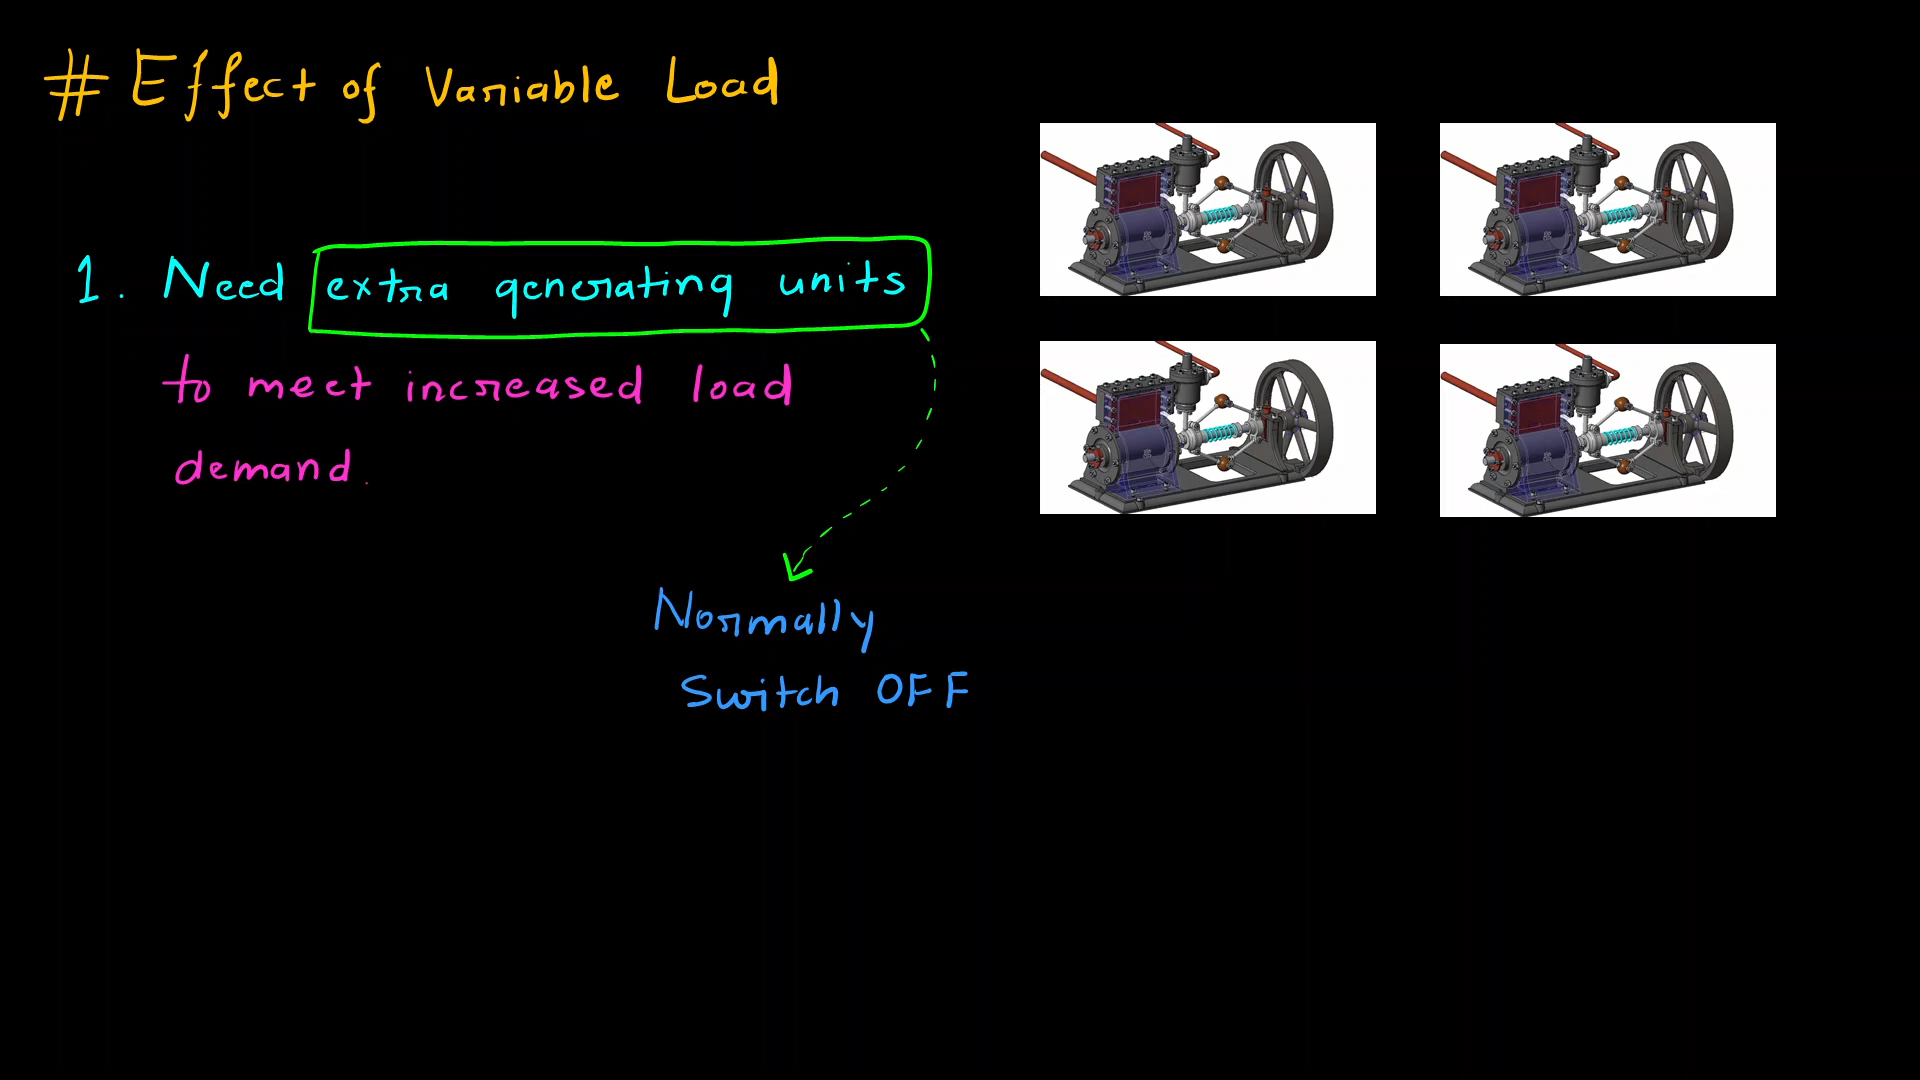 # Effect of Variable Load
1. Need extra generating units
to meet increased load
demand.
Normally
Switch OFF